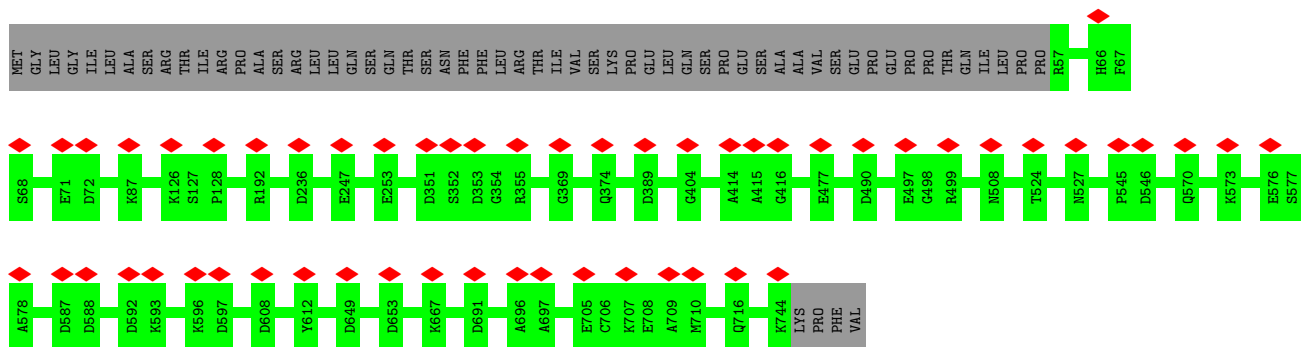 MET GLY LEU GLY ILE LEU ALA SER ARG THR ILE ARG PRO ALA SER ARG LEU LEU GLN SER GLN THR SER ASN PHE PHE LEU ARG THR ILE VAL SER LYS PRO GLU LEU GLN SER PRO GLU SER ALA ALA VAL SER GLU PRO GLU PRO PRO THR GLN ILE LEU PRO PRO R57 H66 F67
S68 E71 D72 K87 K126 S127 P128 R192 D236 E247 E253 D351 S352 D353 G354 R355 G369 Q374 D389 G404 A414 A415 G416 E477 D490 E497 G498 R499 N508 T524 N527 P545 D546 Q570 K573 E576 S577
A578 D587 D588 D592 K593 K596 D597 D608 Y612 D649 D653 K667 D691 A696 A697 E705 C706 K707 E708 A709 M710 Q716 K744 LYS PRO PHE VAL